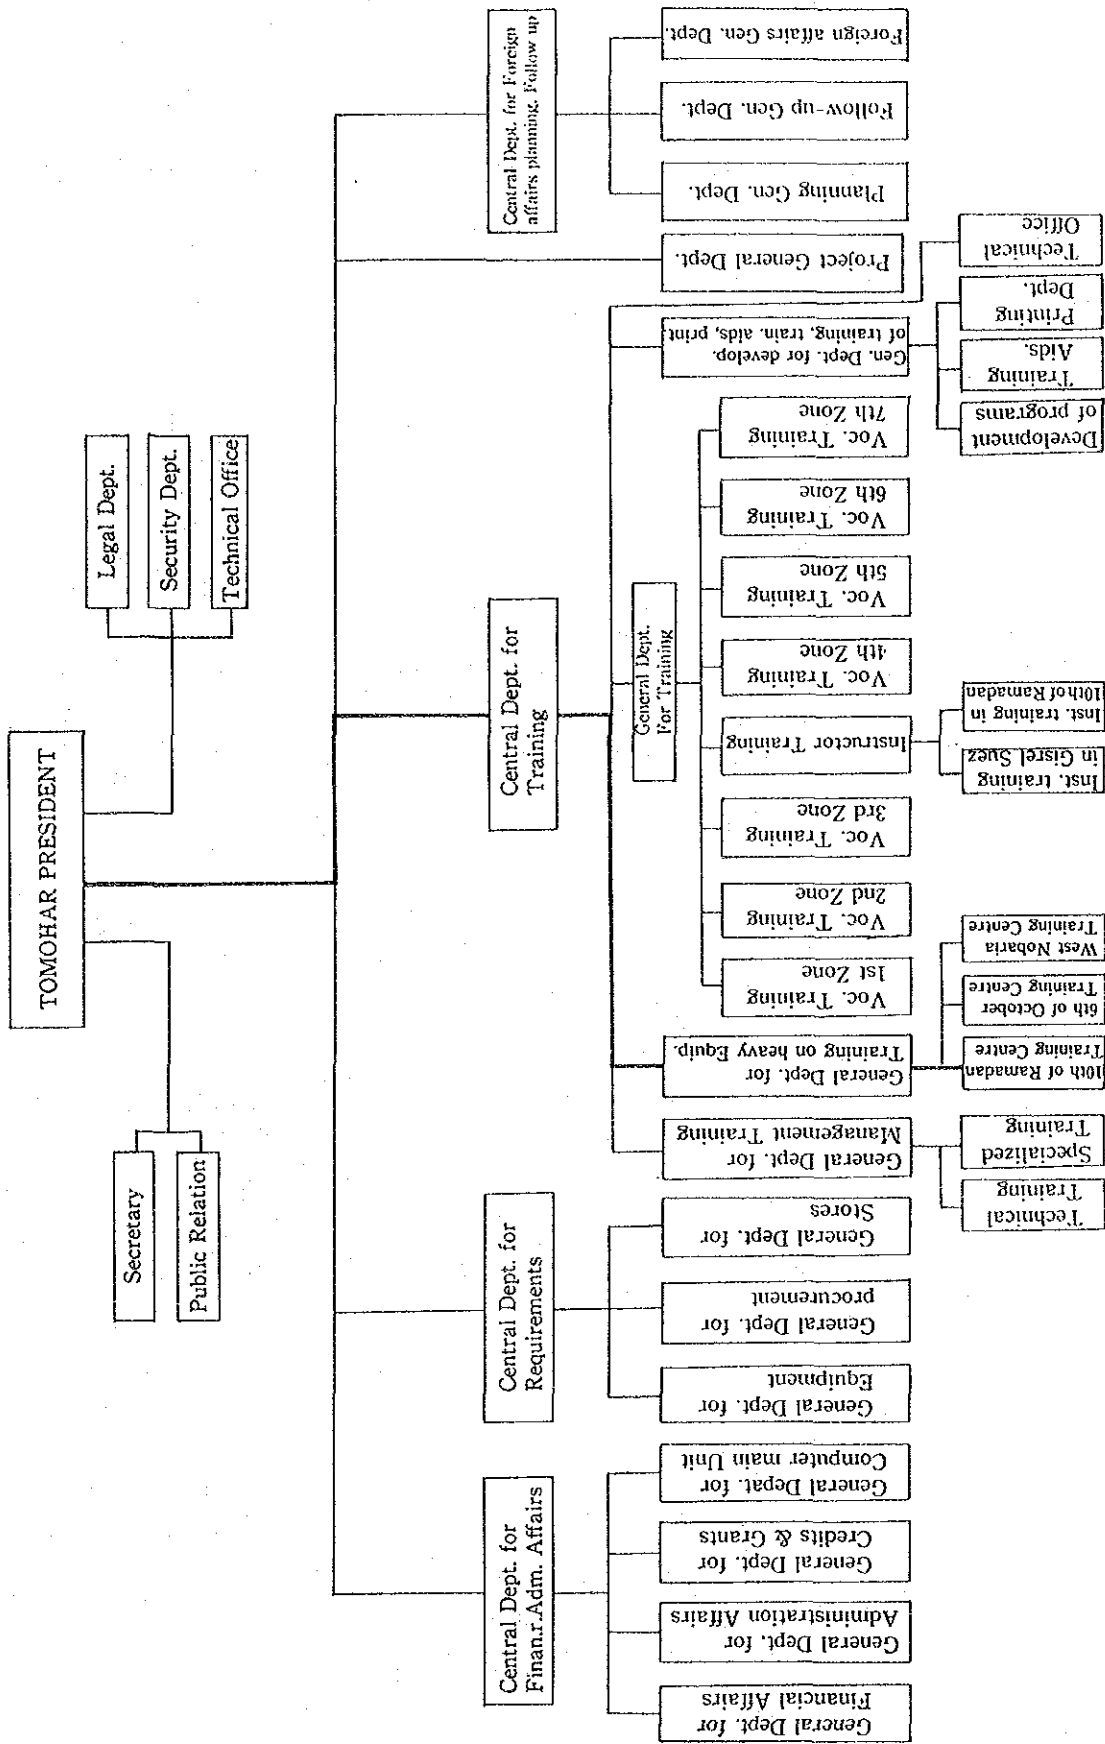 TOMOHAR PRESIDENT
Secretary
Public Relation
Legal Dept.
Security Dept.
Technical Office
Central Dept. for
Finan.r.Adm. Affairs
Central Dept. for
Requirements
Central Dept. for
Training
Central Dept. for Foreign
affairs planning. Follow up
General Dept. for
Financial Affairs
General Dept. for
Administration Affairs
General Dept. for
Credits & Grants
General Depat. for
Computer main Unit
General Dept. for
Equipment
General Dept. for
procurement
General Dept. for
Stores
General Dept. for
Management Training
General Dept. for
Training on heavy Equip.
General Dept.
For Training
Gen. Dept. for develop.
of training, train. aids, print
Project General Dept.
Planning Gen. Dept.
Follow-up Gen. Dept.
Foreign affairs Gen. Dept.
Voc. Training
1st Zone
Voc. Training
2nd Zone
Voc. Training
3rd Zone
Instructor Training
Voc. Training
4th Zone
Voc. Training
5th Zone
Voc. Training
6th Zone
Voc. Training
7th Zone
Technical
Training
Specialized
Training
10th of Ramadan
Training Centre
6th of October
Training Centre
West Nobaria
Training Centre
Inst. training
in Gisrel Suez
Inst. training in
10th of Ramadan
Development
of programs
Training
Aids.
Printing
Dept.
Technical
Office